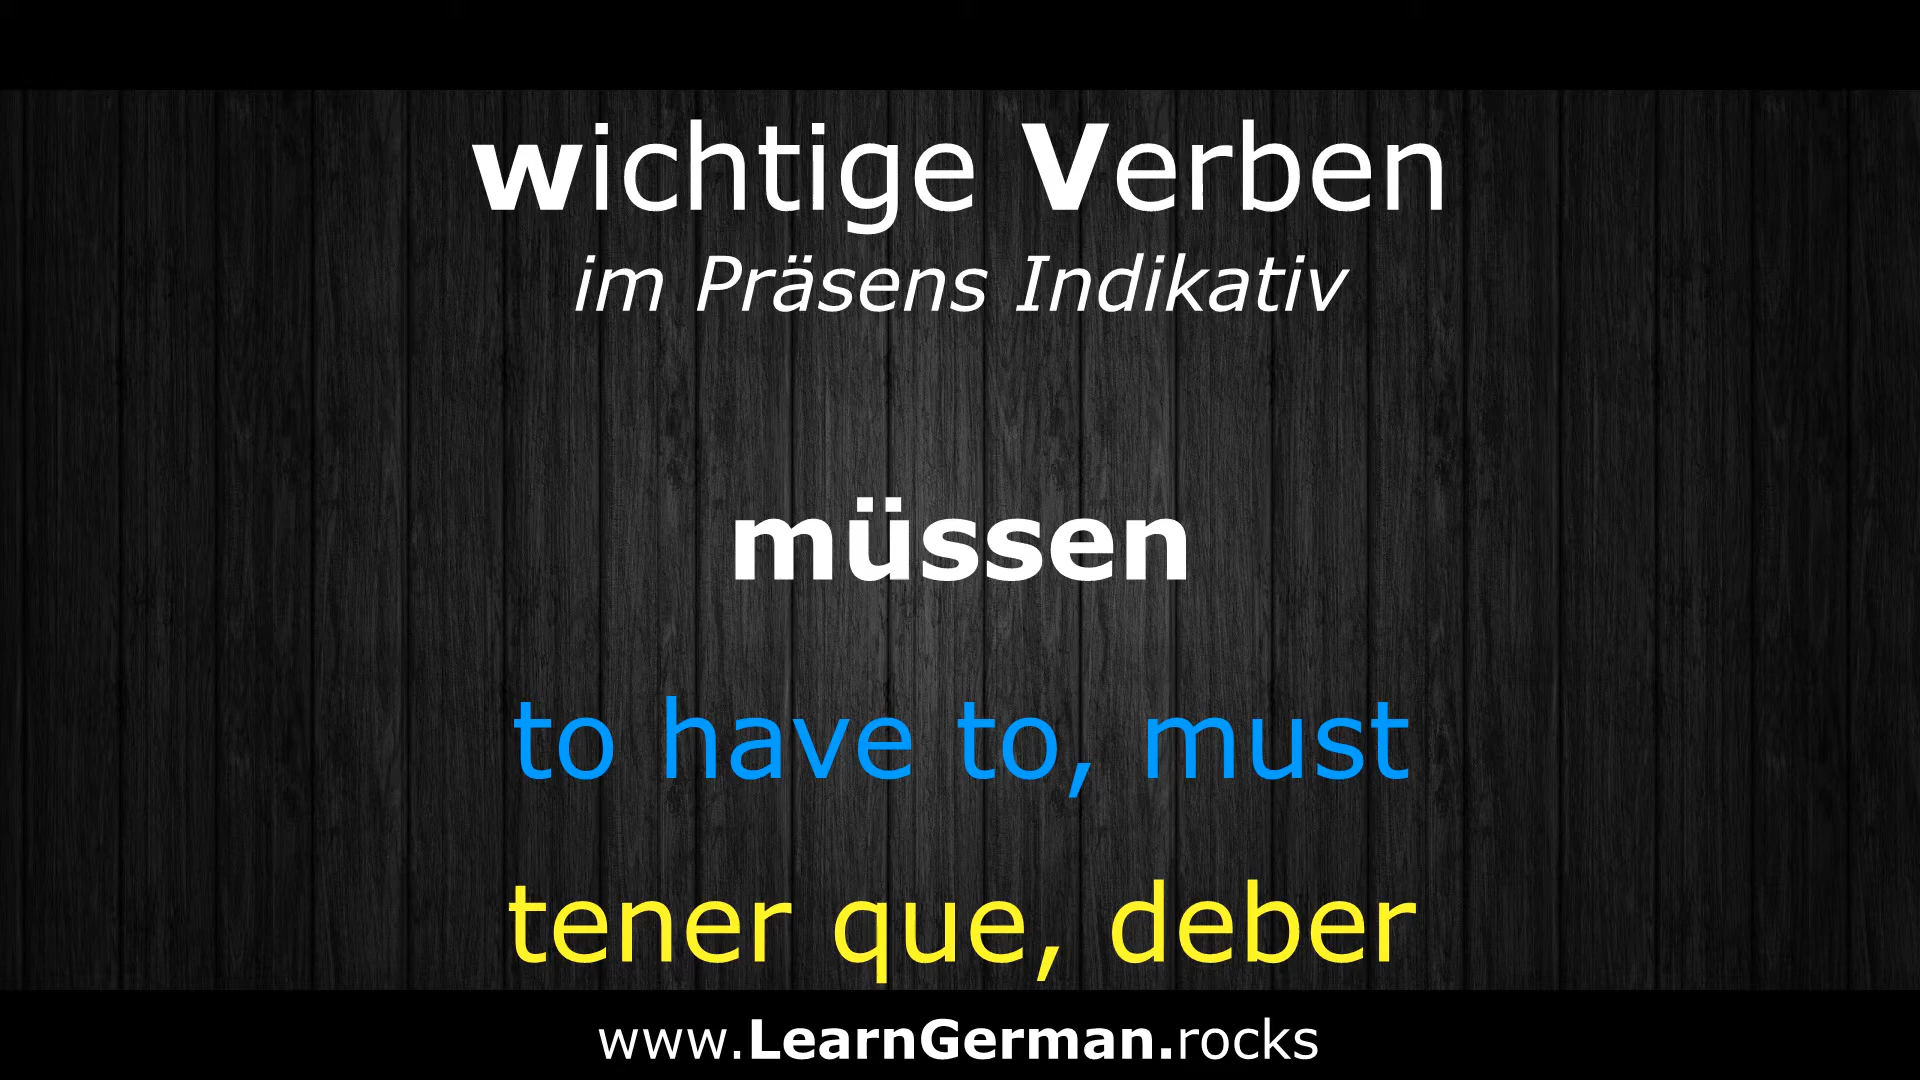 wichtige Verben
im Präsens Indikativ
müssen
to have to, must
tener que, deber
www.LearnGerman.rocks